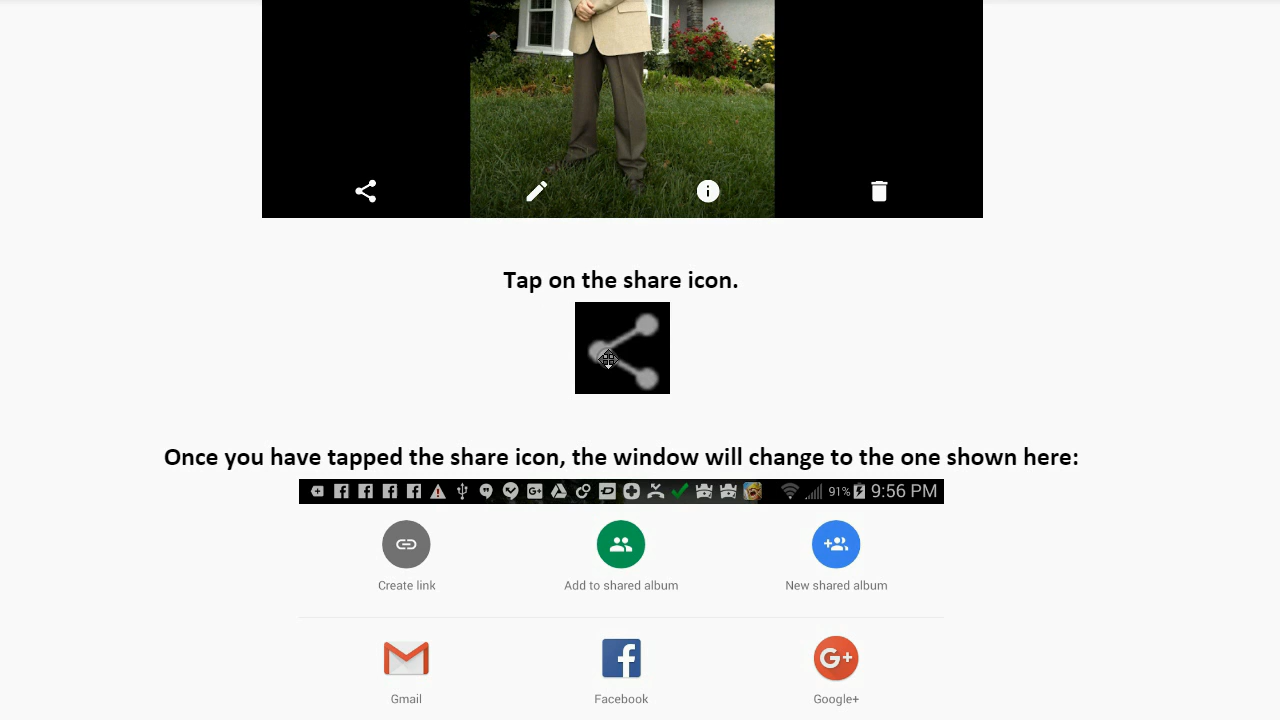 Tap on the share icon.
Once you have tapped the share icon, the window will change to the one shown here:
91% 9:56 PM
Create link
Add to shared album
New shared album
Gmail
Facebook
Google+